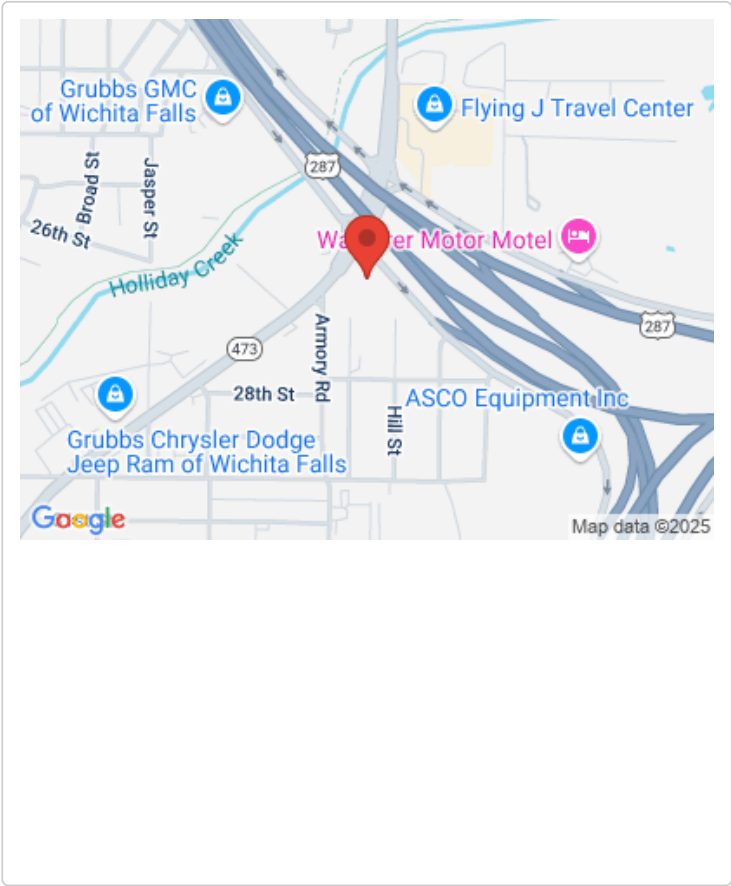 Grubbs GMC
of Wichita Falls
Flying J Travel Center
287
Broad St
Jasper St
26th St
Motor Motel
Holliday Creek
287
Armory Rd
473
28th St
ASCO Equipment Inc
Hill St
Grubbs Chrysler Dodge
Jeep Ram of Wichita Falls
Google
Map data ©2025